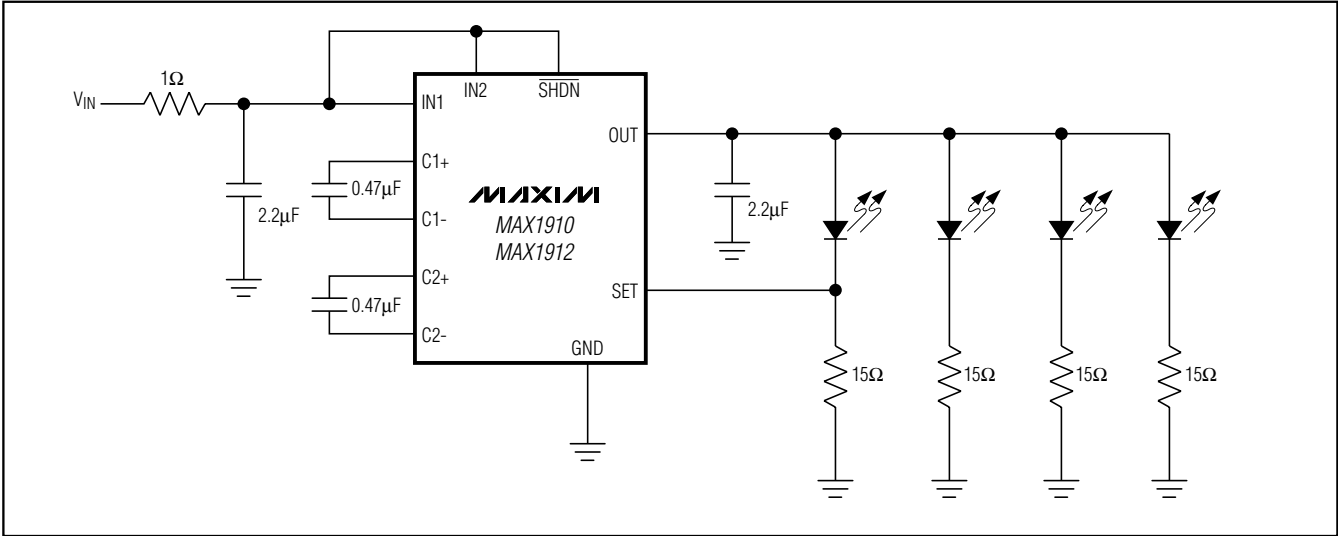 1Ω
V_IN
IN1
IN2
SHDN
C1+
0.47μF
C1-
2.2μF
C2+
0.47μF
C2-
MAXIM
MAX1910
MAX1912
GND
OUT
SET
2.2μF
15Ω
15Ω
15Ω
15Ω